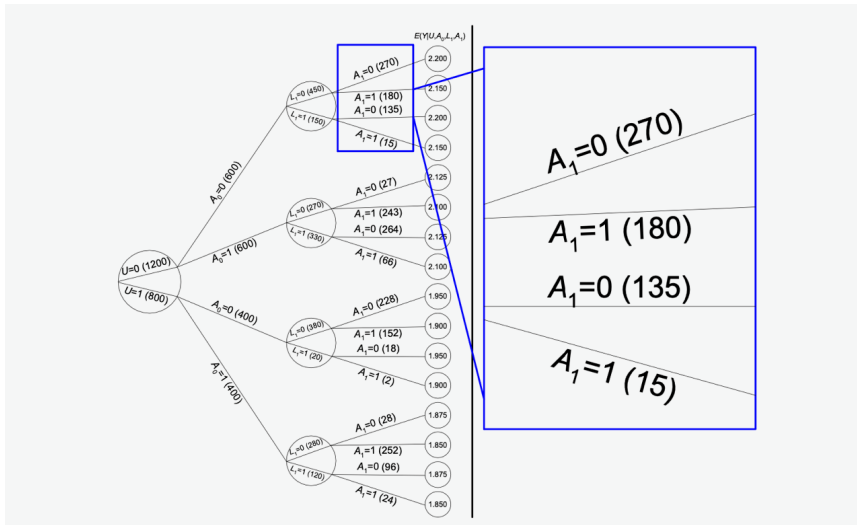 E(Y|U,A₀,L₁,A₁)
A₁=0 (270)
2.200
L₁=0 (450)
A₁=1 (180)
2.150
A₁=0 (135)
2.200
L₁=1 (150)
A₁=1 (15)
2.150
A₀=0 (600)
A₁=0 (27)
2.125
L₁=0 (270)
A₁=1 (243)
2.100
L₁=1 (330)
A₁=0 (264)
2.125
A₁=1 (66)
2.100
A₀=1 (600)
U=0 (1200)
U=1 (800)
A₀=0 (400)
A₁=0 (228)
1.950
L₁=0 (380)
A₁=1 (152)
1.900
A₁=0 (18)
1.950
L₁=1 (20)
A₁=1 (2)
1.900
A₀=1 (400)
A₁=0 (28)
1.875
L₁=0 (280)
A₁=1 (252)
1.850
A₁=0 (96)
1.875
L₁=1 (120)
A₁=1 (24)
1.850
A₁=0 (270)
A₁=1 (180)
A₁=0 (135)
A₁=1 (15)